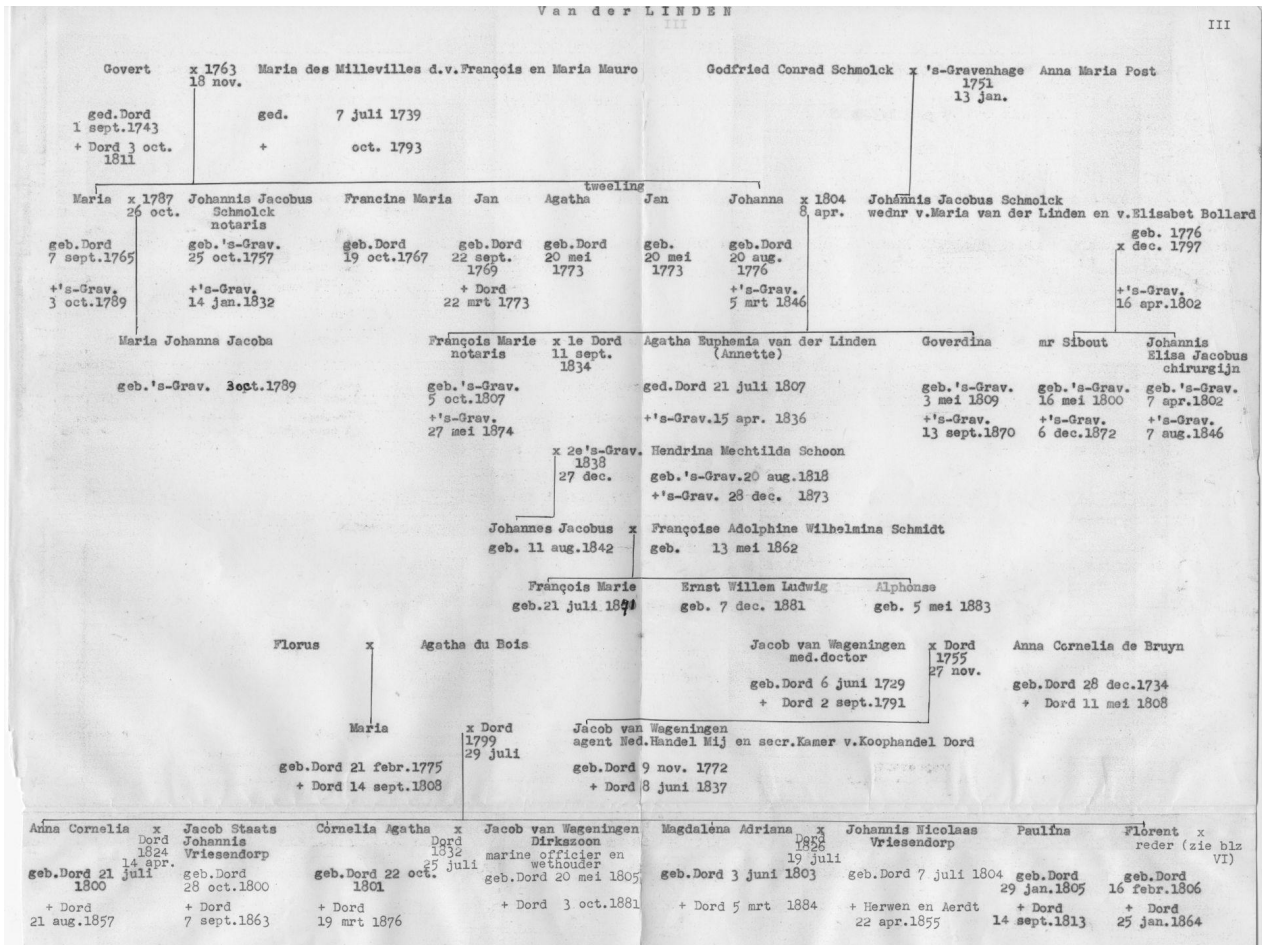 Van der LINDEN
III
Govert x 1763 Maria des Millevilles d.v.François en Maria Mauro Godfried Conrad Schmolck x 's-Gravenhage Anna Maria Post
18 nov. 1751
13 jan.
ged.Dord ged. 7 juli 1739
1 sept.1743
+ Dord 3 oct. + oct. 1793
1811
tweeling
Maria x 1787 Johannis Jacobus Francina Maria Jan Agatha Jan Johanna x 1804 Johannis Jacobus Schmolck
26 oct. Schmolck 8 apr. wednr v.Maria van der Linden en v.Elisabet Bollard
notaris
geb. 1776
geb.Dord geb.'s-Grav. geb.Dord geb.Dord geb.Dord geb. geb.Dord x dec. 1797
7 sept.1765 25 oct.1757 19 oct.1767 22 sept. 20 mei 20 mei 20 aug.
1769 1773 1773 1776
+'s-Grav. +'s-Grav. + Dord +'s-Grav. +'s-Grav.
3 oct.1789 14 jan.1832 22 mrt 1773 5 mrt 1846 16 apr.1802
Maria Johanna Jacoba François Marie x 1e Dord Agatha Euphemia van der Linden Goverdina mr Sibout Johannis
notaris 11 sept. (Annette) Elisa Jacobus
1834 chirurgijn
geb.'s-Grav. 3oct.1789 geb.'s-Grav. ged.Dord 21 juli 1807 geb.'s-Grav. geb.'s-Grav. geb.'s-Grav.
5 oct.1807 3 mei 1809 16 mei 1800 7 apr.1802
+'s-Grav. +'s-Grav.15 apr. 1836 +'s-Grav. +'s-Grav. +'s-Grav.
27 mei 1874 13 sept.1870 6 dec.1872 7 aug.1846
x 2e's-Grav. Hendrina Mechtilda Schoon
1838
27 dec. geb.'s-Grav.20 aug.1818
+'s-Grav. 28 dec. 1873
Johannes Jacobus x Françoise Adolphine Wilhelmina Schmidt
geb. 11 aug.1842 geb. 13 mei 1862
François Marie Ernst Willem Ludwig Alphonse
geb.21 juli geb. 7 dec. 1881 geb. 5 mei 1883
Florus x Agatha du Bois Jacob van Wageningen x Dord Anna Cornelia de Bruyn
med.doctor 1755
27 nov.
geb.Dord 6 juni 1729 geb.Dord 28 dec.1734
+ Dord 2 sept.1791 + Dord 11 mei 1808
Maria x Dord Jacob van Wageningen
1799 agent Ned.Handel Mij en secr.Kamer v.Koophandel Dord
29 juli
geb.Dord 21 febr.1775 geb.Dord 9 nov. 1772
+ Dord 14 sept.1808 + Dord 8 juni 1837
Anna Cornelia x Jacob Staats Cornelia Agatha x Jacob van Wageningen Magdaléna Adriana x Johannis Nicolaas Paulina Florent x
Dord Johannis Dord Dirkszoon Dord Vriesendorp reder (zie blz
1824 Vriesendorp 1832 marine officier en 1826 VI)
14 apr. 25 juli wethouder 19 juli
geb.Dord 21 juli geb.Dord geb.Dord 22 oct. geb.Dord 20 mei 1805 geb.Dord 3 juni 1803 geb.Dord 7 juli 1804 geb.Dord geb.Dord
1800 28 oct.1800 1801 29 jan.1805 16 febr.1806
+ Dord + Dord + Dord + Dord 3 oct.1881 + Dord 5 mrt 1884 + Herwen en Aerdt + Dord + Dord
21 aug.1857 7 sept.1863 19 mrt 1876 22 apr.1855 14 sept.1813 25 jan.1864